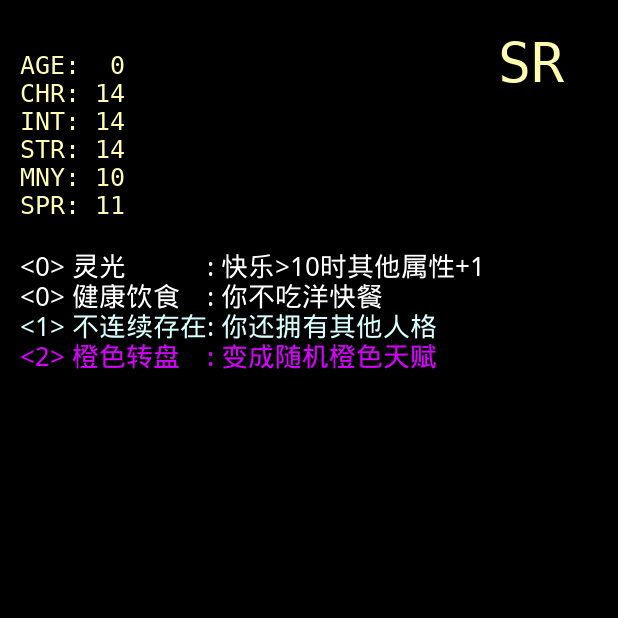 SR
AGE:  0
CHR: 14
INT: 14
STR: 14
MNY: 10
SPR: 11
<0> 灵光 : 快乐>10时其他属性+1
<0> 健康饮食 : 你不吃洋快餐
<1> 不连续存在: 你还拥有其他人格
<2> 橙色转盘 : 变成随机橙色天赋